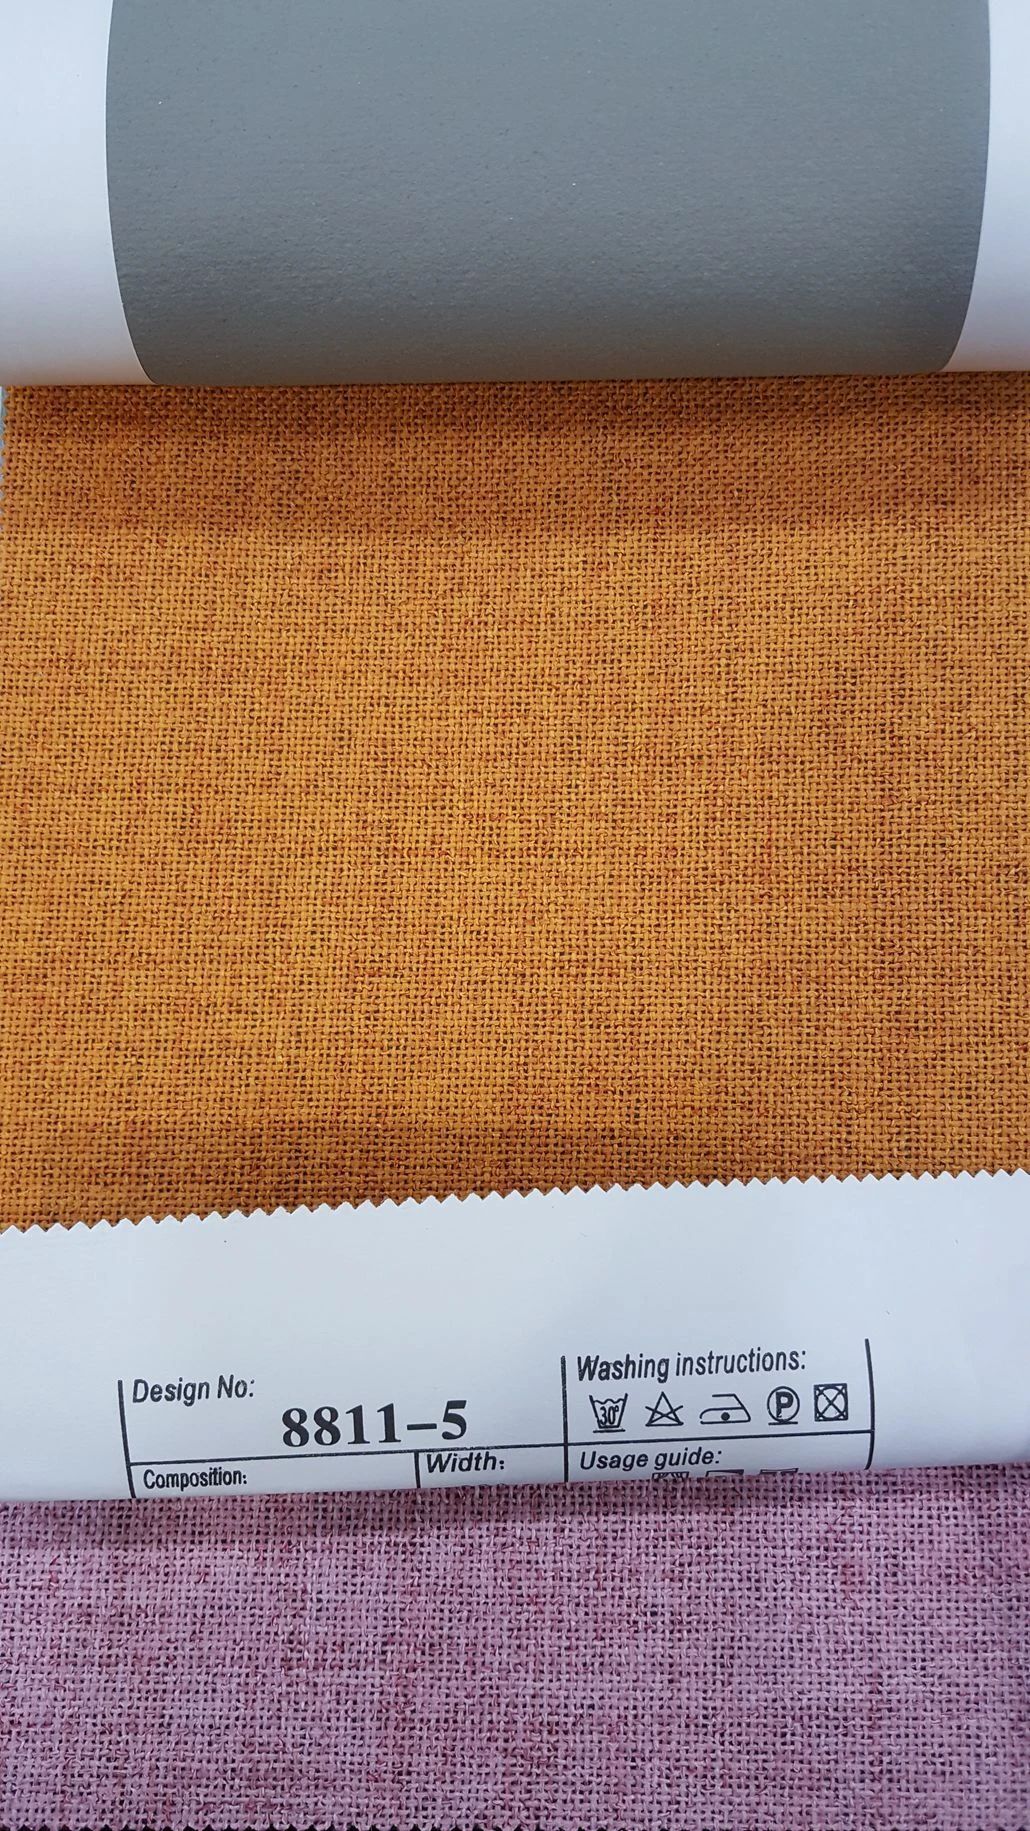 Design No:
8811-5
Washing instructions:
30°
P
Composition:
Width:
Usage guide: